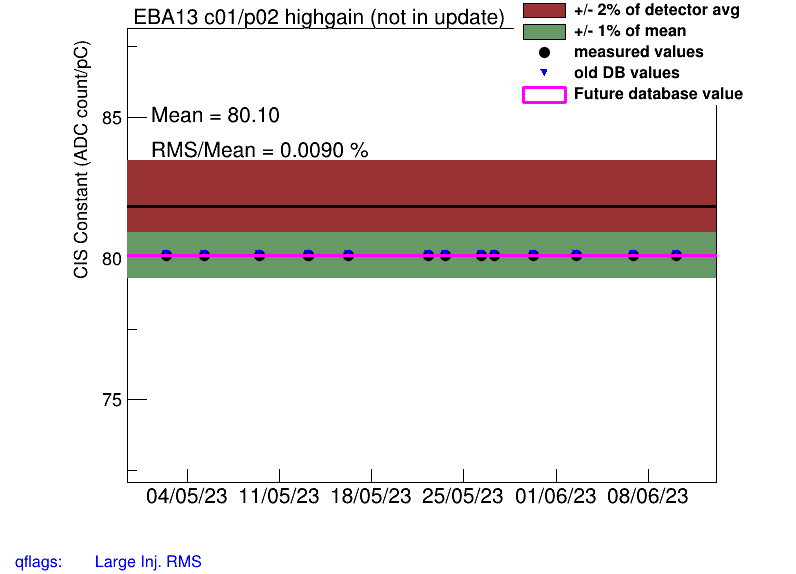 EBA13 c01/p02 highgain (not in update)
+/- 2% of detector avg
+/- 1% of mean
measured values
old DB values
Future database value
CIS Constant (ADC count/pC)
Mean = 80.10
RMS/Mean = 0.0090 %
85
80
75
04/05/23 11/05/23 18/05/23 25/05/23 01/06/23 08/06/23
qflags: Large Inj. RMS